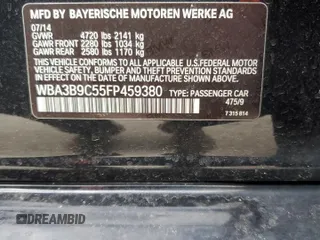 MFD BY BAYERISCHE MOTOREN WERKE AG
07/14
GVWR 4720 lbs 2141 kg
GAWR FRONT 2280 lbs 1034 kg
GAWR REAR 2580 lbs 1170 kg
THIS VEHICLE CONFORMS TO ALL APPLICABLE
U.S. FEDERAL MOTOR VEHICLE SAFETY
BUMPER AND THEFT PREVENTION
STANDARDS IN EFFECT ON THE DATE OF
MANUFACTURE SHOWN ABOVE
WBA3B9C55FP459380 TYPE: PASSENGER CAR
475/9
7 315 014
DREAMBID